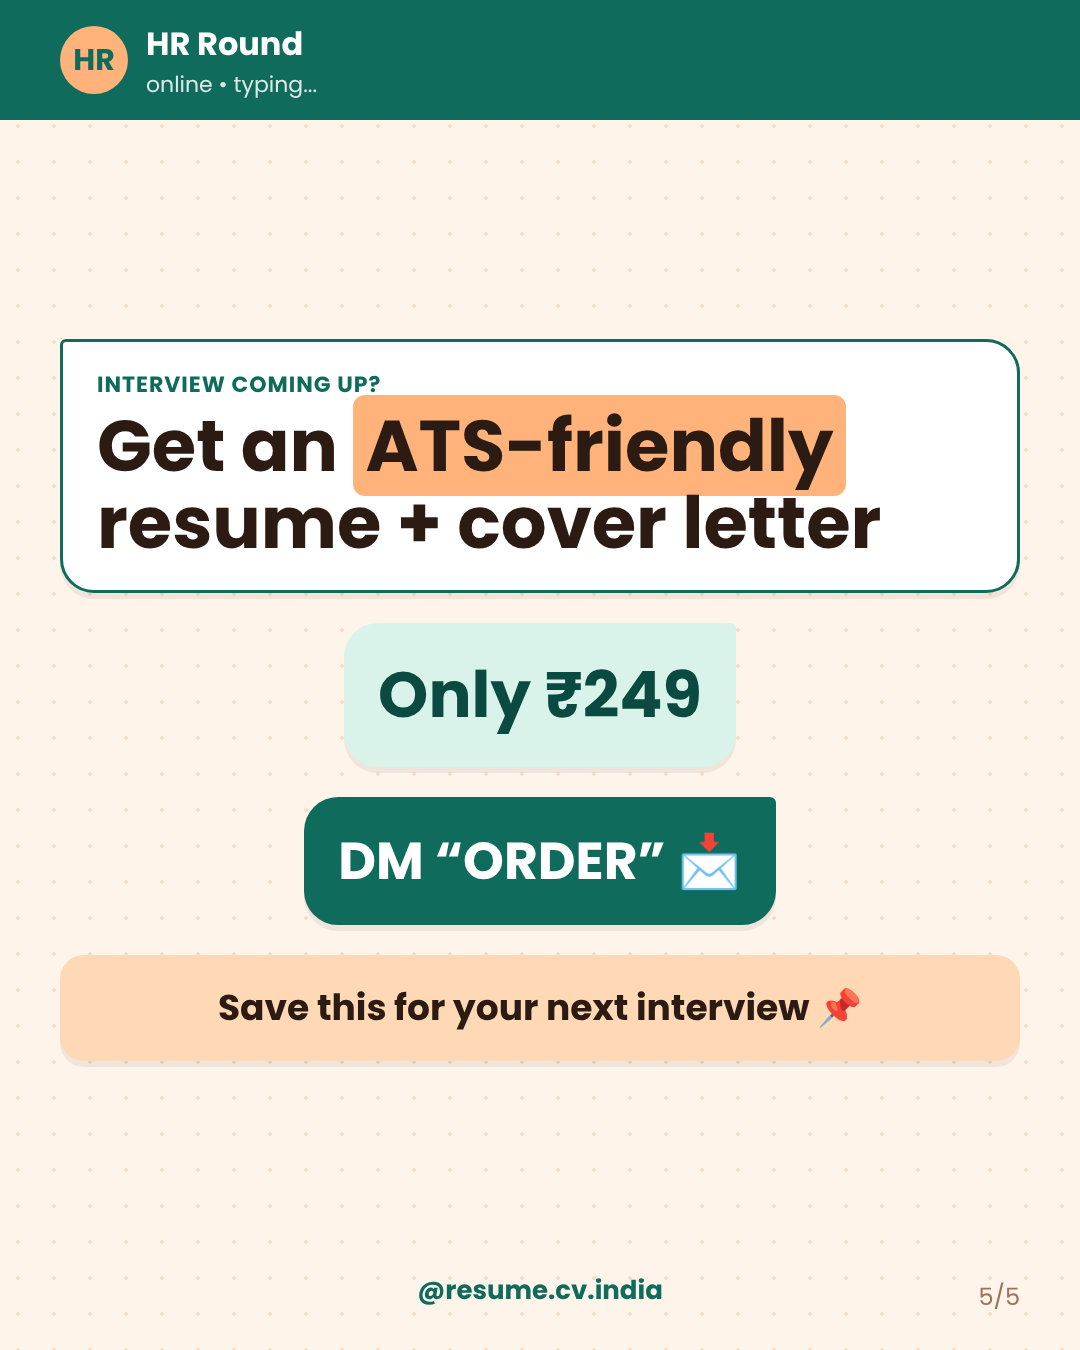 HR
HR Round
online • typing...
INTERVIEW COMING UP?
Get an ATS-friendly
resume + cover letter
Only ₹249
DM “ORDER” 📩
Save this for your next interview 📌
@resume.cv.india
5/5